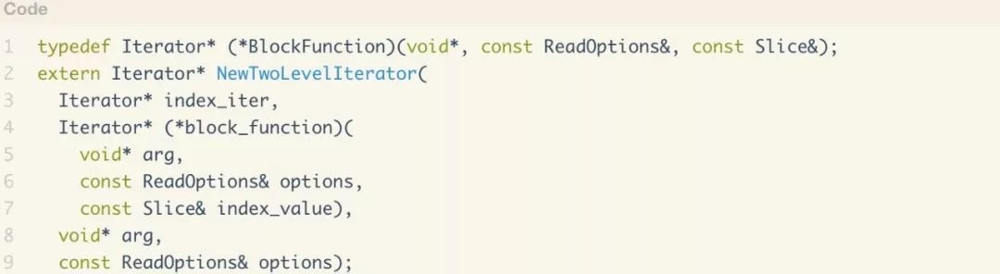 Code
1 typedef Iterator* (*BlockFunction)(void*, const ReadOptions&, const Slice&);
2 extern Iterator* NewTwoLevelIterator(
3   Iterator* index_iter,
4   Iterator* (*block_function)(
5     void* arg,
6     const ReadOptions& options,
7     const Slice& index_value),
8   void* arg,
9   const ReadOptions& options);